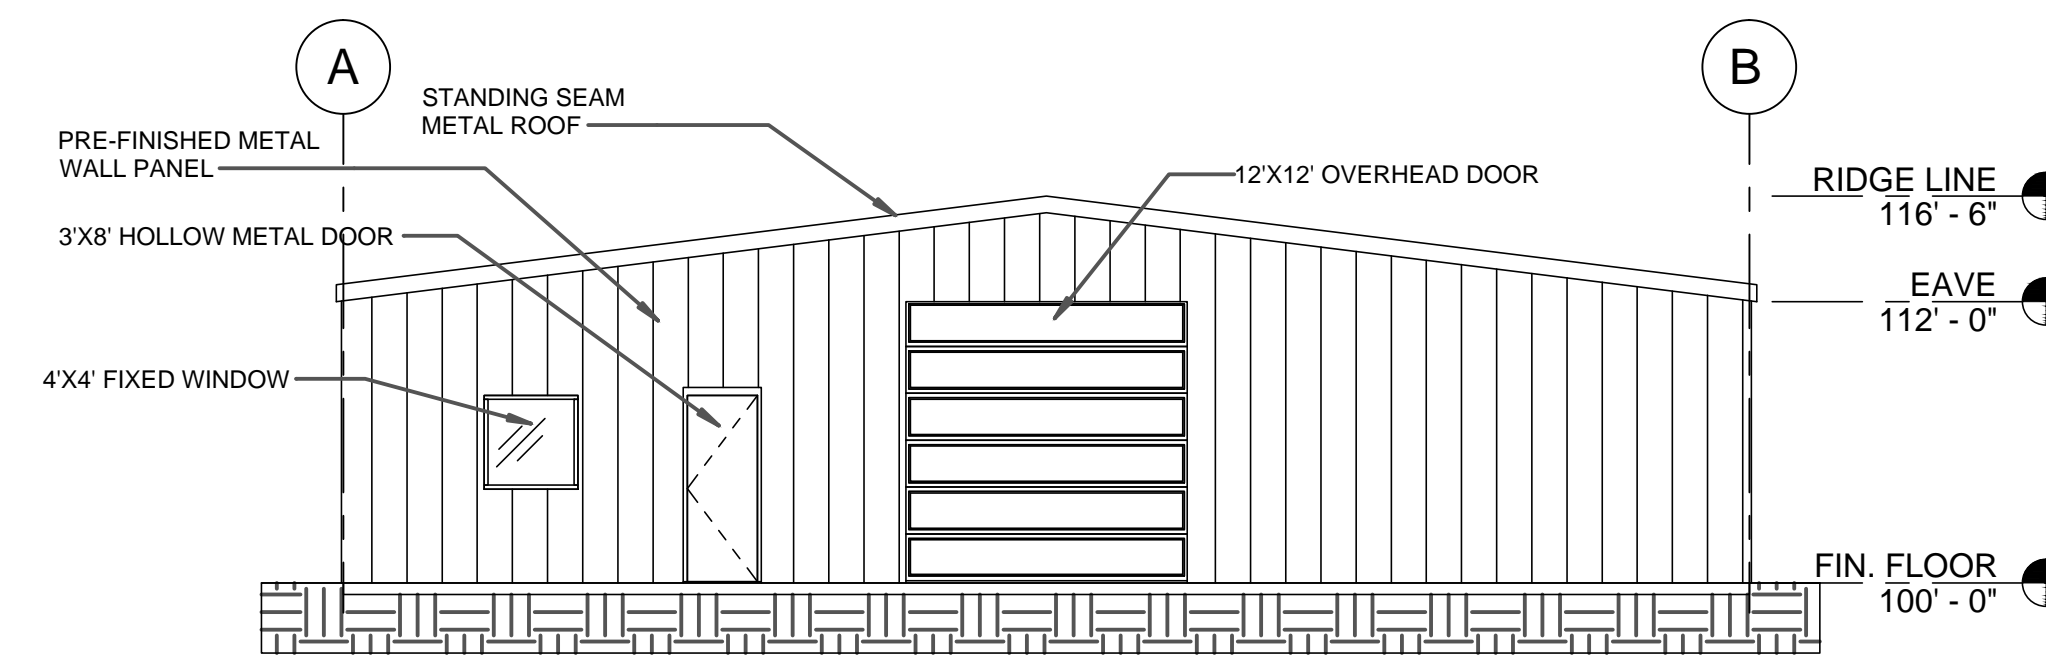 A
B
STANDING SEAM
METAL ROOF
PRE-FINISHED METAL
WALL PANEL
12'X12' OVERHEAD DOOR
RIDGE LINE
116' - 6"
3'X8' HOLLOW METAL DOOR
EAVE
112' - 0"
4'X4' FIXED WINDOW
FIN. FLOOR
100' - 0"